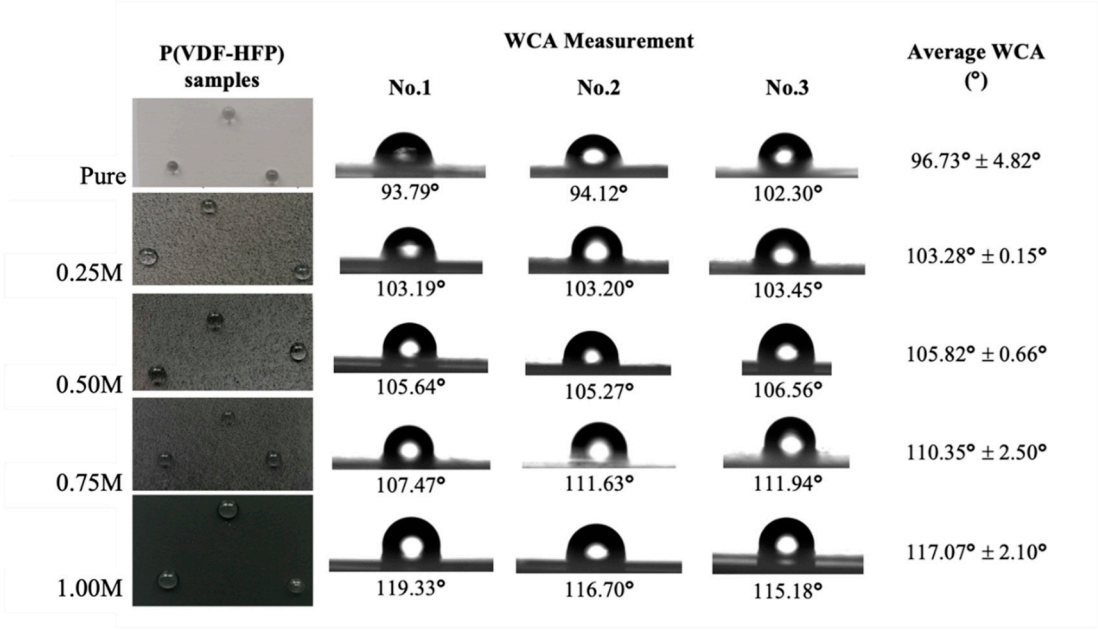 WCA Measurement
P(VDF-HFP)
samples
Average WCA
(°)
No.1 No.2 No.3
Pure 93.79° 94.12° 102.30° 96.73° ± 4.82°
0.25M 103.19° 103.20° 103.45° 103.28° ± 0.15°
0.50M 105.64° 105.27° 106.56° 105.82° ± 0.66°
0.75M 107.47° 111.63° 111.94° 110.35° ± 2.50°
1.00M 119.33° 116.70° 115.18° 117.07° ± 2.10°